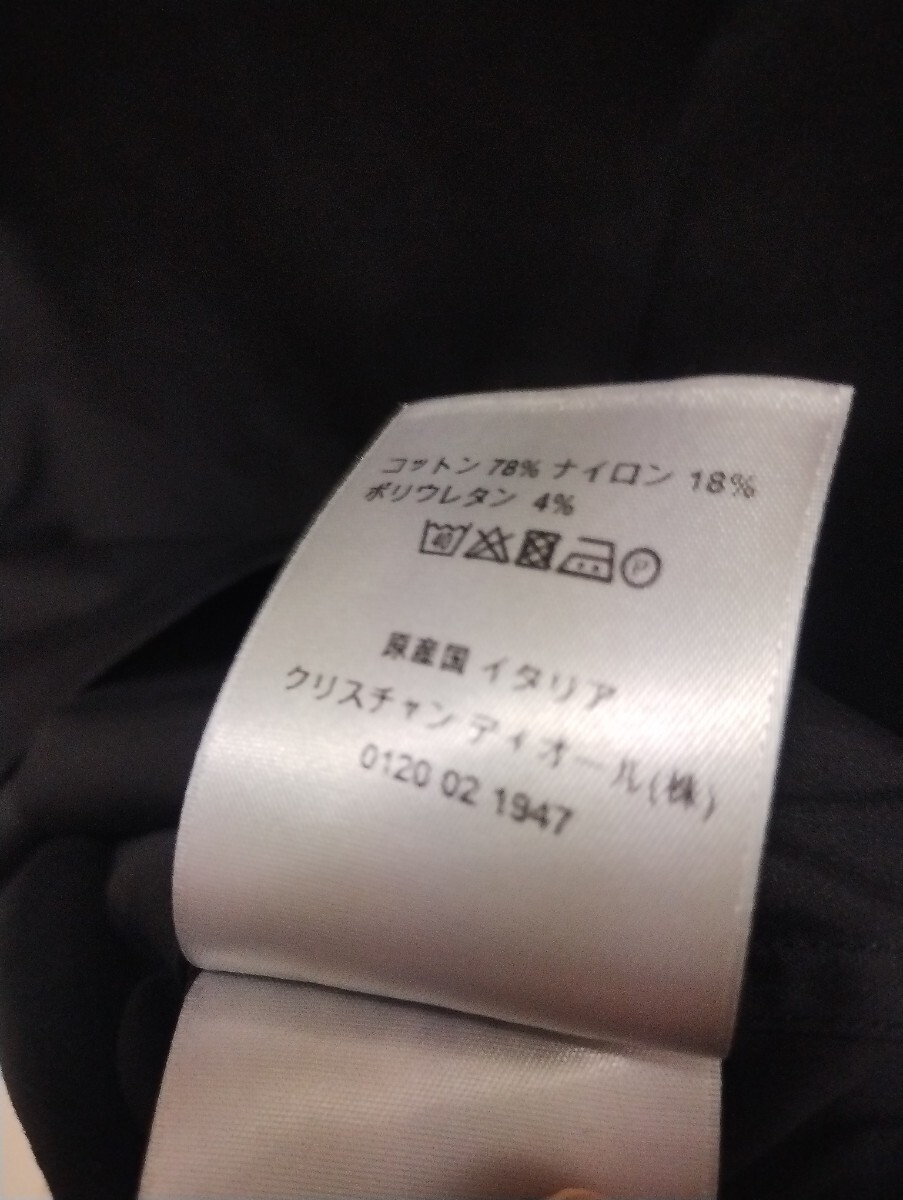 コットン 78% ナイロン 18%
ポリウレタン 4%
40 P
原産国 イタリア
クリスチャン ディオール(株)
0120 02 1947